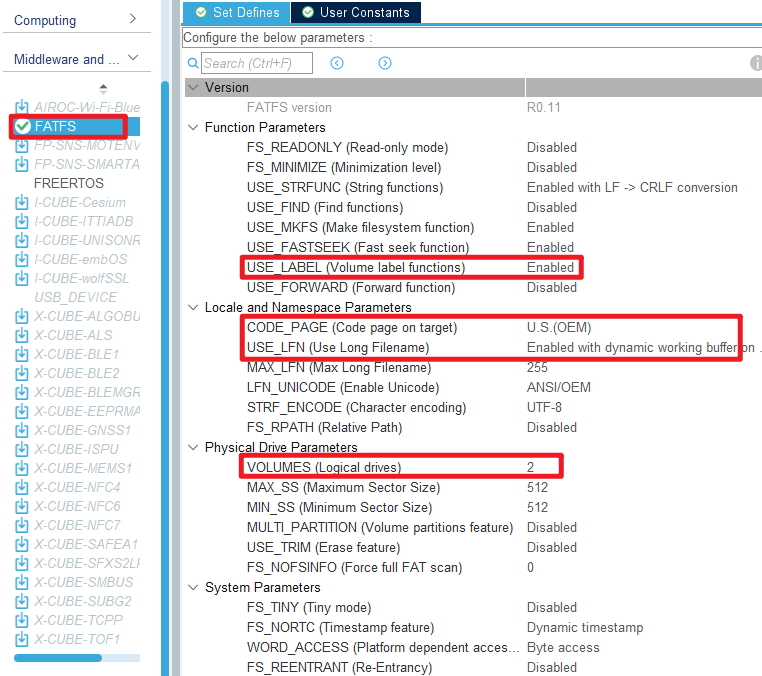 Computing
Middleware and ...
AIROC-Wi-Fi-Blue
FATFS
FP-SNS-MOTENV
FP-SNS-SMARTA
FREERTOS
I-CUBE-Cesium
I-CUBE-ITTIADB
I-CUBE-UNISONR
I-CUBE-embOS
I-CUBE-wolfSSL
USB_DEVICE
X-CUBE-ALGOBU
X-CUBE-ALS
X-CUBE-BLE1
X-CUBE-BLE2
X-CUBE-BLEMGR
X-CUBE-EEPRMA
X-CUBE-GNSS1
X-CUBE-ISPU
X-CUBE-MEMS1
X-CUBE-NFC4
X-CUBE-NFC6
X-CUBE-NFC7
X-CUBE-SAFEA1
X-CUBE-SFXS2LP
X-CUBE-SMBUS
X-CUBE-SUBG2
X-CUBE-TCPP
X-CUBE-TOF1
Set Defines User Constants
Configure the below parameters :
Search (Ctrl+F)
Version
FATFS version R0.11
Function Parameters
FS_READONLY (Read-only mode) Disabled
FS_MINIMIZE (Minimization level) Disabled
USE_STRFUNC (String functions) Enabled with LF -> CRLF conversion
USE_FIND (Find functions) Disabled
USE_MKFS (Make filesystem function) Enabled
USE_FASTSEEK (Fast seek function) Enabled
USE_LABEL (Volume label functions) Enabled
USE_FORWARD (Forward function) Disabled
Locale and Namespace Parameters
CODE_PAGE (Code page on target) U.S.(OEM)
USE_LFN (Use Long Filename) Enabled with dynamic working buffer on .
MAX_LFN (Max Long Filename) 255
LFN_UNICODE (Enable Unicode) ANSI/OEM
STRF_ENCODE (Character encoding) UTF-8
FS_RPATH (Relative Path) Disabled
Physical Drive Parameters
VOLUMES (Logical drives) 2
MAX_SS (Maximum Sector Size) 512
MIN_SS (Minimum Sector Size) 512
MULTI_PARTITION (Volume partitions feature) Disabled
USE_TRIM (Erase feature) Disabled
FS_NOFSINFO (Force full FAT scan) 0
System Parameters
FS_TINY (Tiny mode) Disabled
FS_NORTC (Timestamp feature) Dynamic timestamp
WORD_ACCESS (Platform dependent acces... Byte access
FS_REENTRANT (Re-Entrancy) Disabled